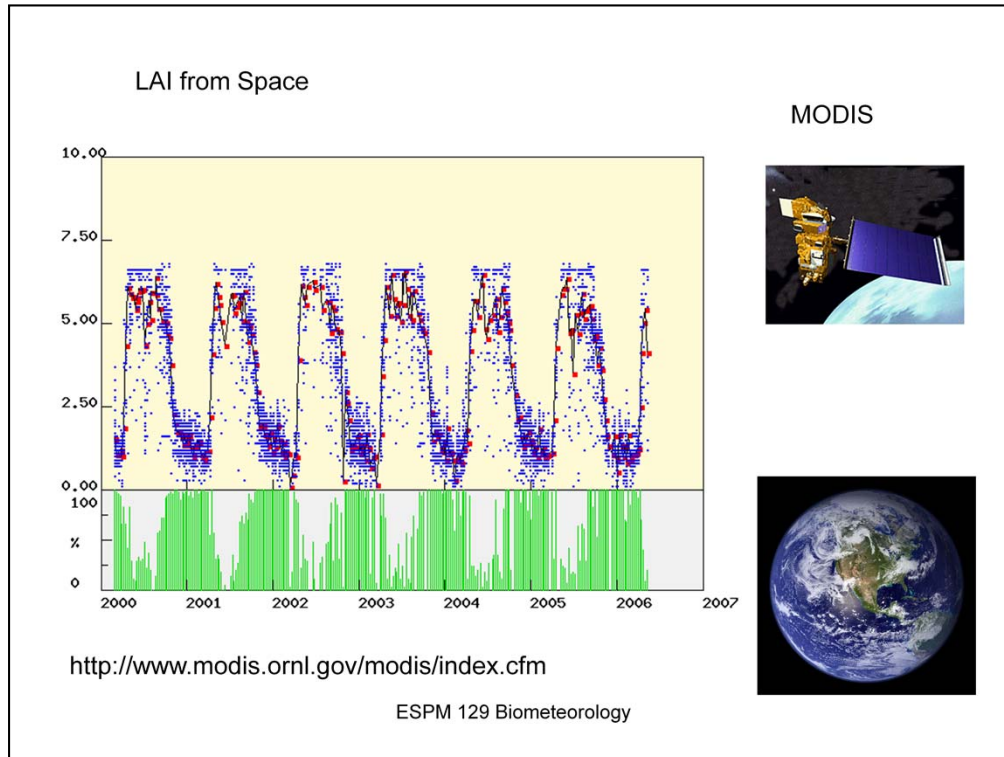 LAI from Space
MODIS
10.00
7.50
5.00
2.50
0.00
100
%
0
2000 2001 2002 2003 2004 2005 2006 2007
http://www.modis.ornl.gov/modis/index.cfm
ESPM 129 Biometeorology